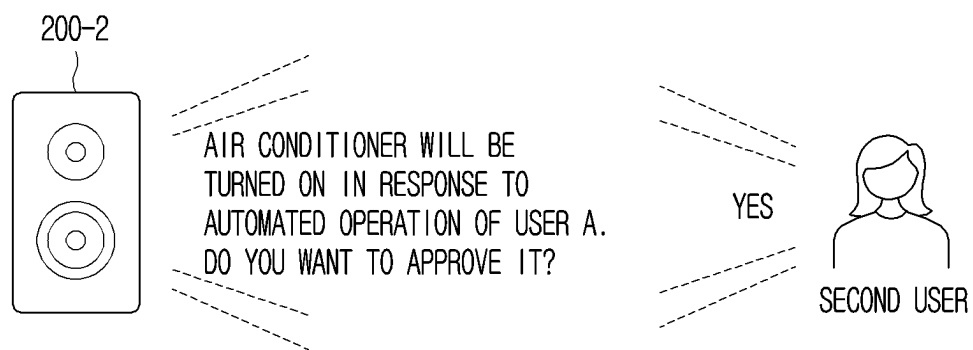 200-2
AIR CONDITIONER WILL BE
TURNED ON IN RESPONSE TO
AUTOMATED OPERATION OF USER A.
DO YOU WANT TO APPROVE IT?
YES
SECOND USER